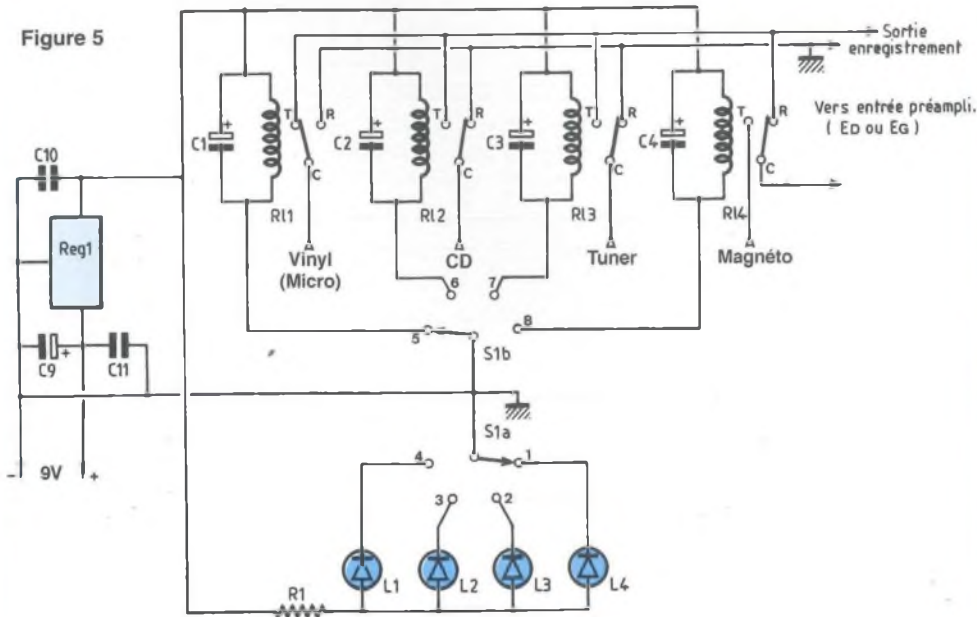 Figure 5
Sortie
enregistrement
Vers entrée préampli.
( ED ou EG )
C10
Reg1
C9
+
C11
-
9V
+
C1
+
T
R
C
Rl1
Vinyl
(Micro)
C2
+
T
R
C
Rl2
CD
C3
+
T
R
C
Rl3
Tuner
C4
+
T
R
C
Rl4
Magnéto
6
7
5
8
S1b
S1a
4
1
3
2
L1
L2
L3
L4
R1